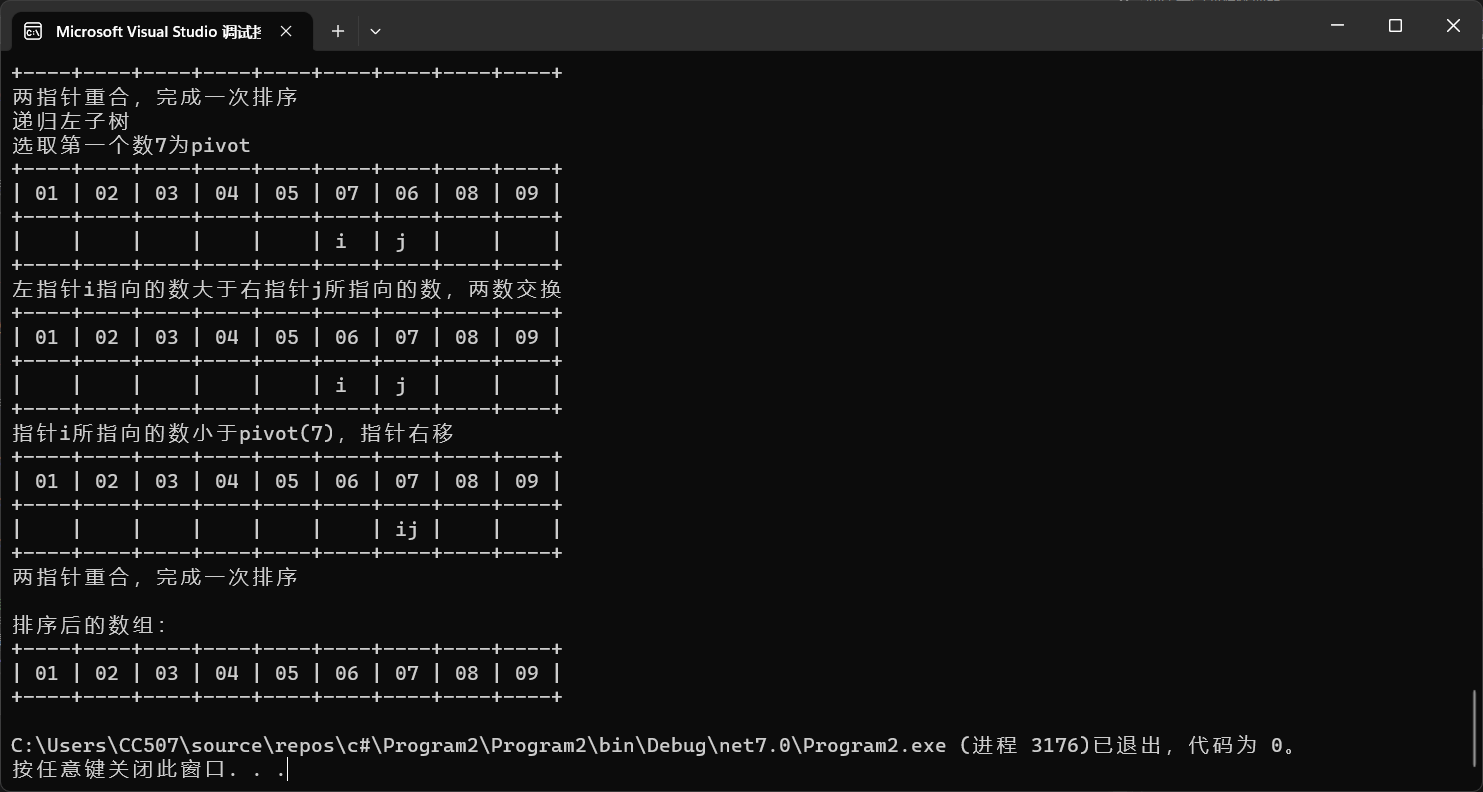 Microsoft Visual Studio 调试
+----+----+----+----+----+----+----+----+----+
两指针重合，完成一次排序
递归左子树
选取第一个数7为pivot
+----+----+----+----+----+----+----+----+----+
| 01 | 02 | 03 | 04 | 05 | 07 | 06 | 08 | 09 |
+----+----+----+----+----+----+----+----+----+
|    |    |    |    |    | i  | j  |    |    |
+----+----+----+----+----+----+----+----+----+
左指针i指向的数大于右指针j所指向的数，两数交换
+----+----+----+----+----+----+----+----+----+
| 01 | 02 | 03 | 04 | 05 | 06 | 07 | 08 | 09 |
+----+----+----+----+----+----+----+----+----+
|    |    |    |    |    | i  | j  |    |    |
+----+----+----+----+----+----+----+----+----+
指针i所指向的数小于pivot(7)，指针右移
+----+----+----+----+----+----+----+----+----+
| 01 | 02 | 03 | 04 | 05 | 06 | 07 | 08 | 09 |
+----+----+----+----+----+----+----+----+----+
|    |    |    |    |    |    | ij |    |    |
+----+----+----+----+----+----+----+----+----+
两指针重合，完成一次排序
排序后的数组：
+----+----+----+----+----+----+----+----+----+
| 01 | 02 | 03 | 04 | 05 | 06 | 07 | 08 | 09 |
+----+----+----+----+----+----+----+----+----+
C:\Users\CC507\source\repos\c#\Program2\Program2\bin\Debug\net7.0\Program2.exe (进程 3176)已退出，代码为 0。
按任意键关闭此窗口. . .